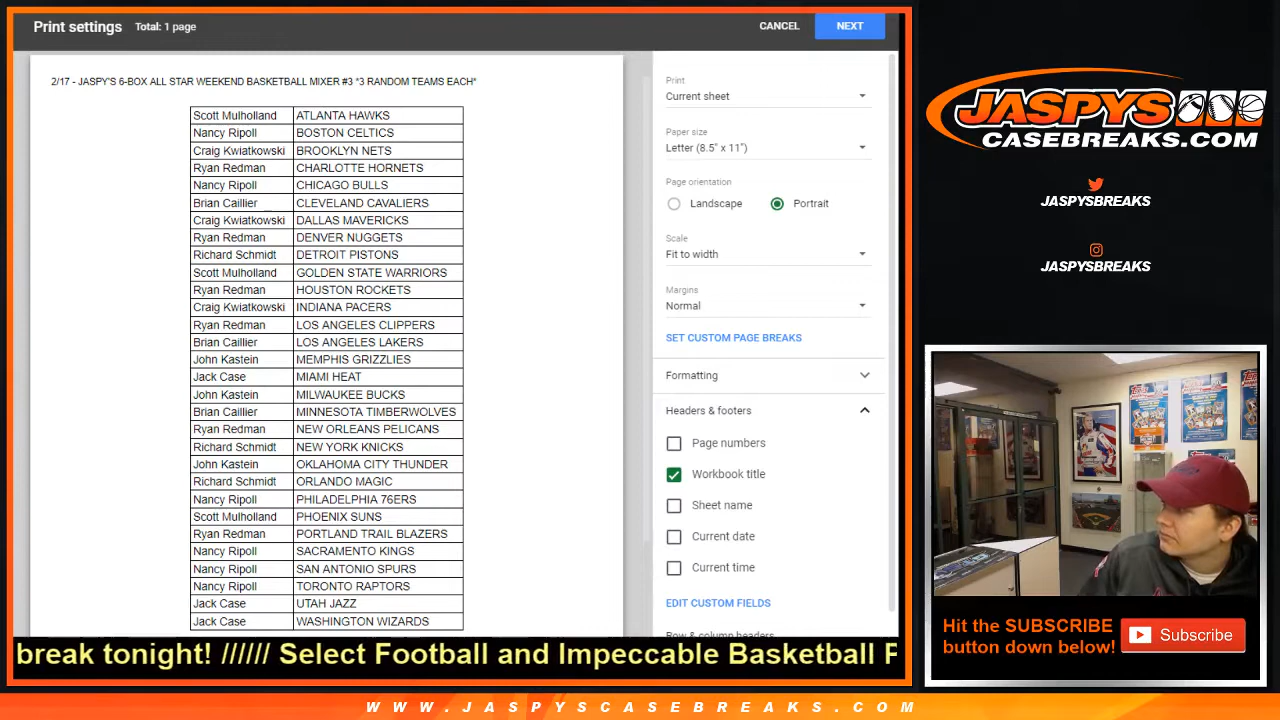 Print settings Total: 1 page CANCEL NEXT
2/17 - JASPY'S 6-BOX ALL STAR WEEKEND BASKETBALL MIXER #3 *3 RANDOM TEAMS EACH*
Scott Mulholland ATLANTA HAWKS
Nancy Ripoll BOSTON CELTICS
Craig Kwiatkowski BROOKLYN NETS
Ryan Redman CHARLOTTE HORNETS
Nancy Ripoll CHICAGO BULLS
Brian Caillier CLEVELAND CAVALIERS
Craig Kwiatkowski DALLAS MAVERICKS
Ryan Redman DENVER NUGGETS
Richard Schmidt DETROIT PISTONS
Scott Mulholland GOLDEN STATE WARRIORS
Ryan Redman HOUSTON ROCKETS
Craig Kwiatkowski INDIANA PACERS
Ryan Redman LOS ANGELES CLIPPERS
Brian Caillier LOS ANGELES LAKERS
John Kastein MEMPHIS GRIZZLIES
Jack Case MIAMI HEAT
John Kastein MILWAUKEE BUCKS
Brian Caillier MINNESOTA TIMBERWOLVES
Ryan Redman NEW ORLEANS PELICANS
Richard Schmidt NEW YORK KNICKS
John Kastein OKLAHOMA CITY THUNDER
Richard Schmidt ORLANDO MAGIC
Nancy Ripoll PHILADELPHIA 76ERS
Scott Mulholland PHOENIX SUNS
Ryan Redman PORTLAND TRAIL BLAZERS
Nancy Ripoll SACRAMENTO KINGS
Nancy Ripoll SAN ANTONIO SPURS
Nancy Ripoll TORONTO RAPTORS
Jack Case UTAH JAZZ
Jack Case WASHINGTON WIZARDS
Print
Current sheet
Paper size
Letter (8.5" x 11")
Page orientation
Landscape Portrait
Scale
Fit to width
Margins
Normal
SET CUSTOM PAGE BREAKS
Formatting
Headers & footers
Page numbers
Workbook title
Sheet name
Current date
Current time
EDIT CUSTOM FIELDS
Row & column headers
JASPYS
CASEBREAKS.COM
JASPYSBREAKS
JASPYSBREAKS
Hit the SUBSCRIBE
button down below!
Subscribe
break tonight! ////// Select Football and Impeccable Basketball
WWW.JASPYSCASEBREAKS.COM